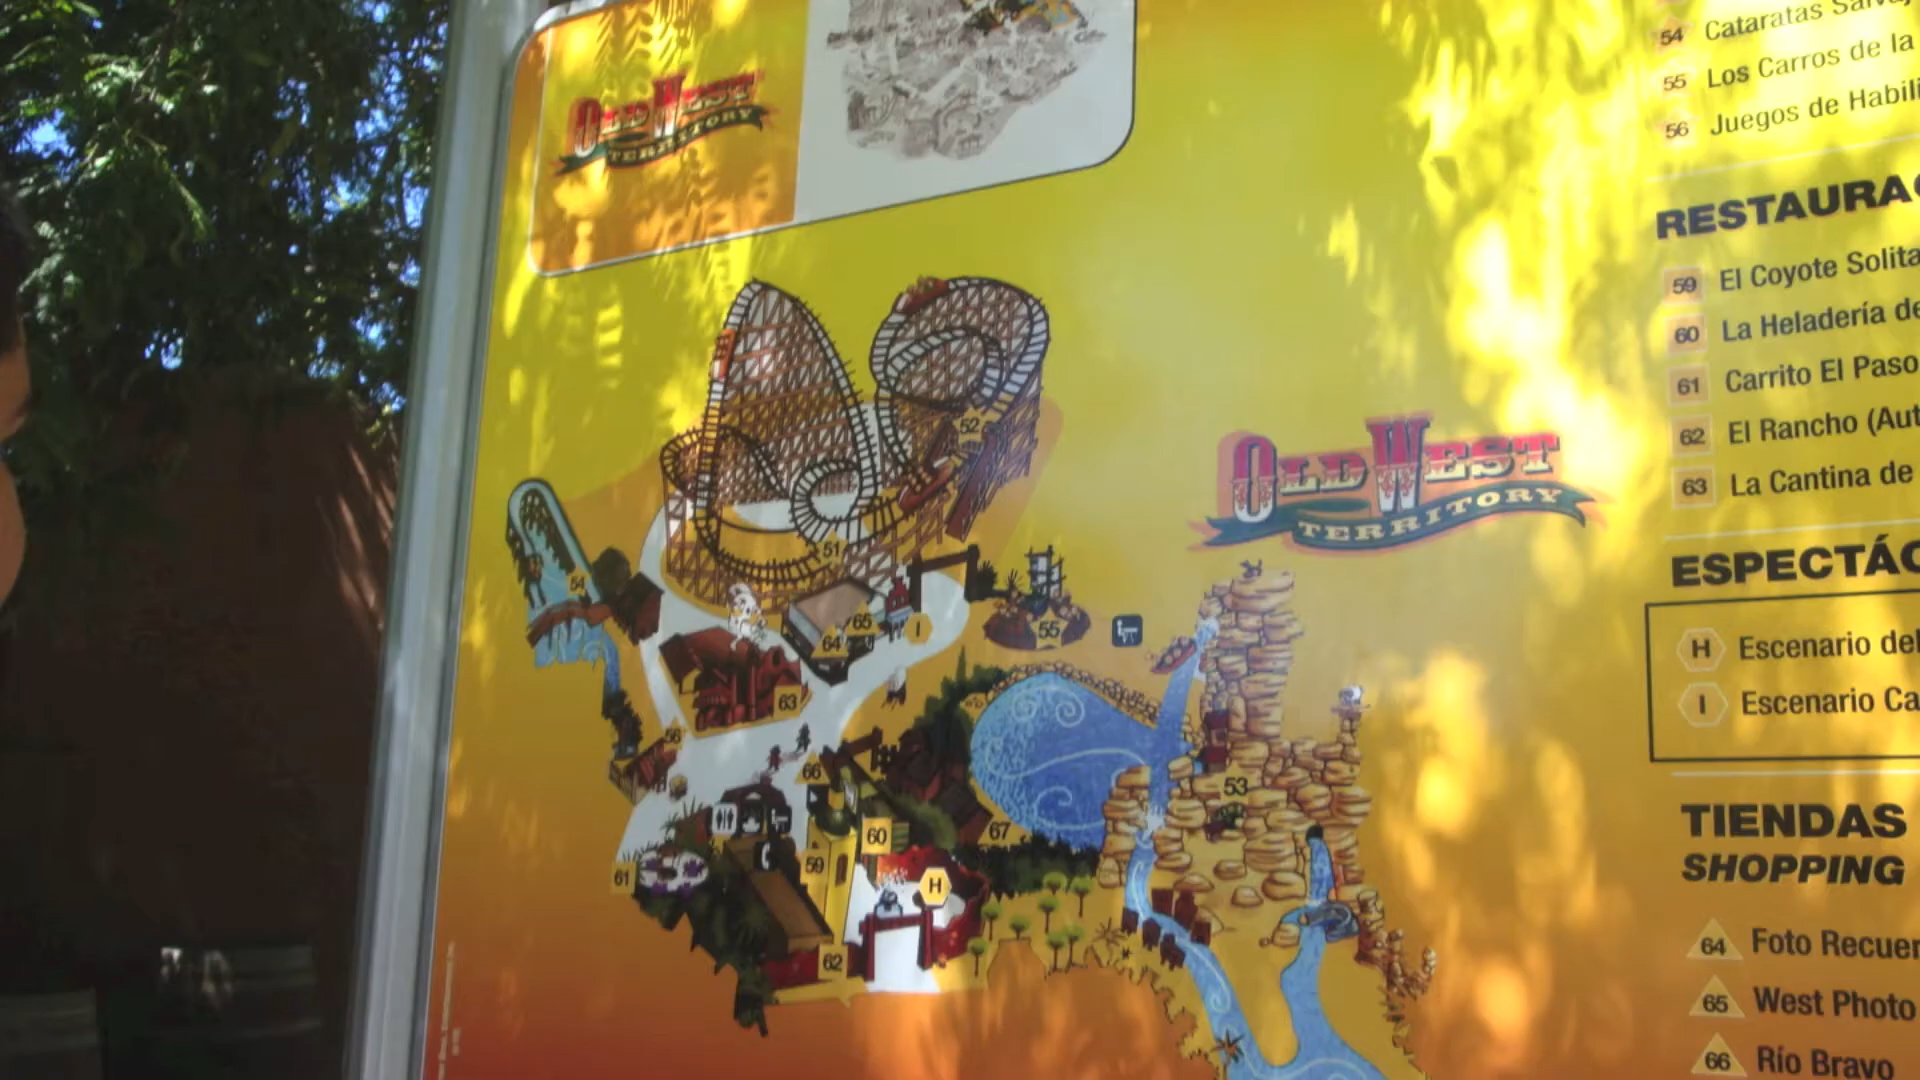 OLD WEST
TERRITORY
54 Cataratas Salvaj
55 Los Carros de la
56 Juegos de Habili
RESTAURAC
59 El Coyote Solita
60 La Heladería de
61 Carrito El Paso
62 El Rancho (Aut
63 La Cantina de
ESPECTÁC
H Escenario del
I Escenario Ca
TIENDAS
SHOPPING
64 Foto Recuer
65 West Photo
66 Río Bravo
OLD WEST
TERRITORY
52
51
54
65
64
I
55
63
56
66
53
60
67
59
61
H
62